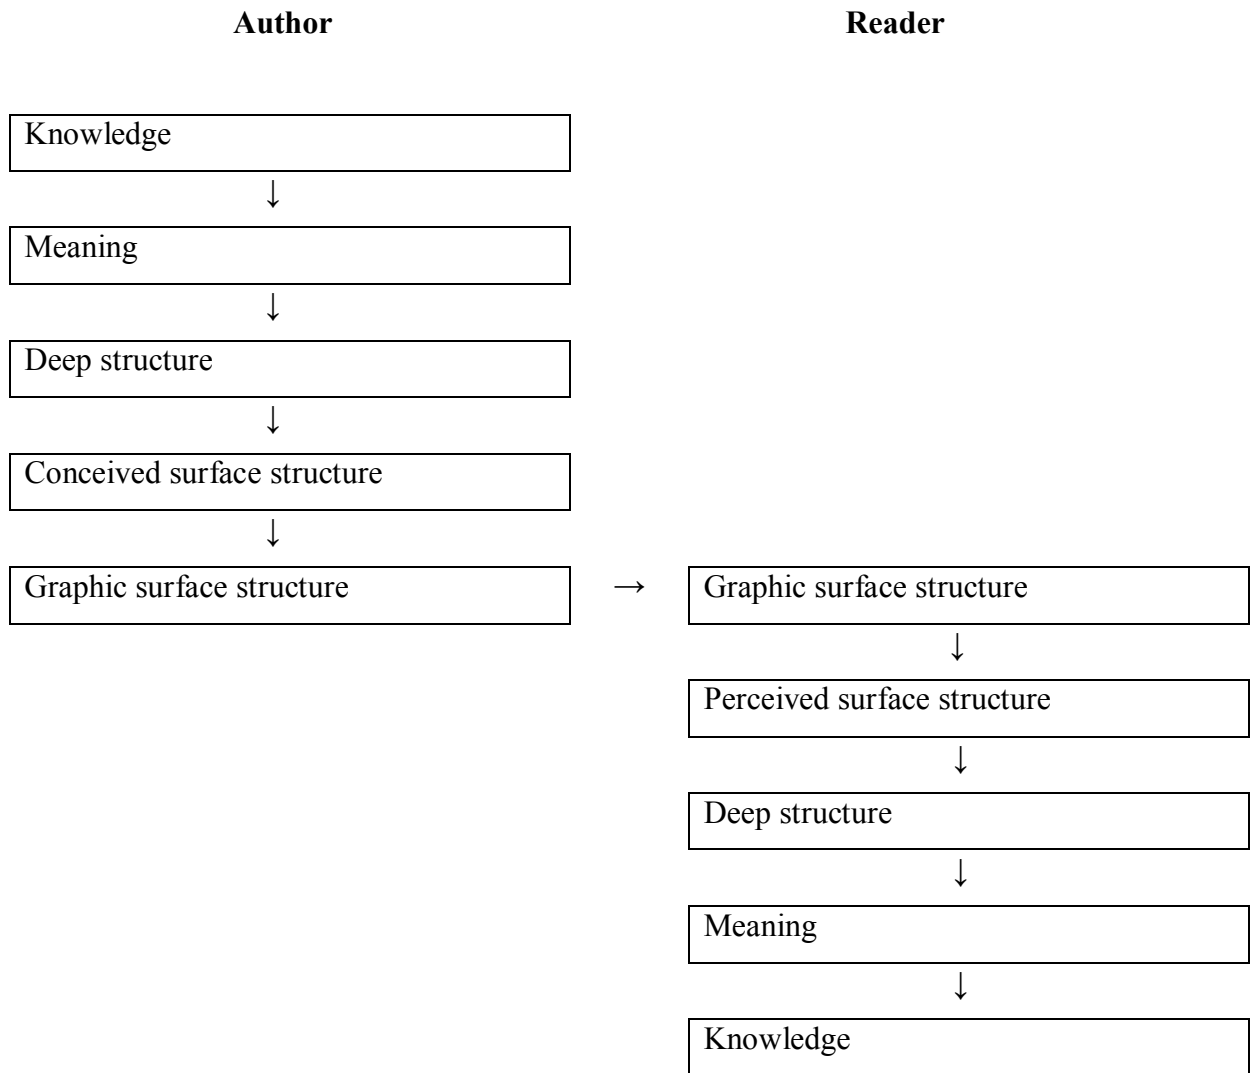 Author Reader
Knowledge
↓
Meaning
↓
Deep structure
↓
Conceived surface structure
↓
Graphic surface structure → Graphic surface structure
↓
Perceived surface structure
↓
Deep structure
↓
Meaning
↓
Knowledge